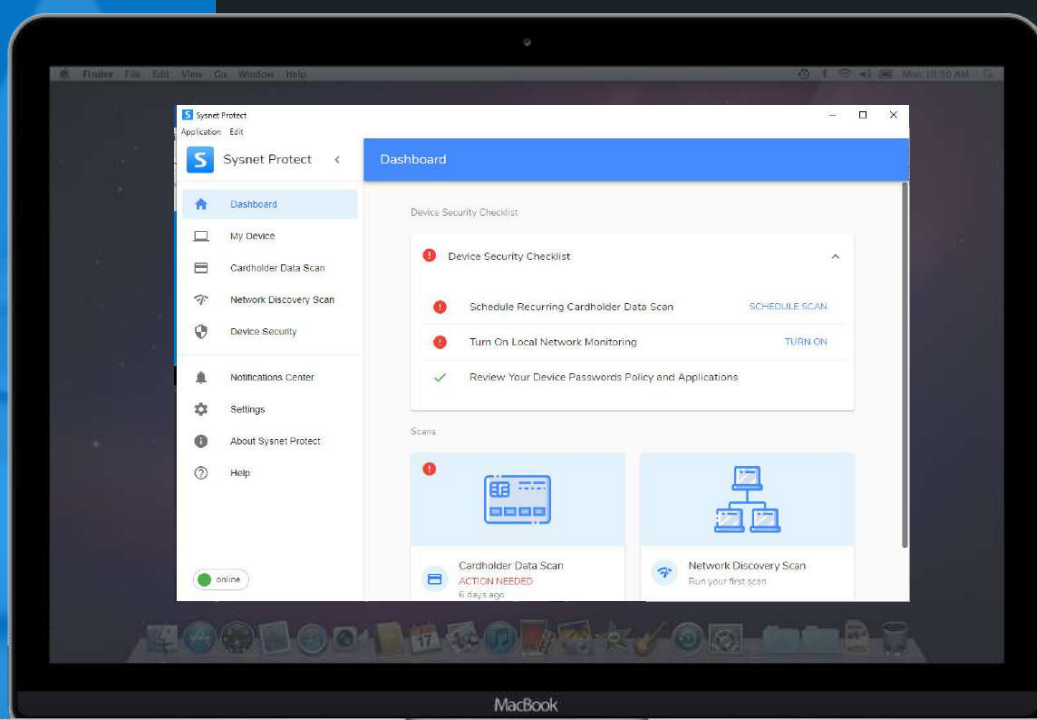 Finder File Edit View Go Window Help
Mon 10:50 AM
Sysnet Protect
Application Edit
Sysnet Protect
Dashboard
Dashboard
My Device
Cardholder Data Scan
Network Discovery Scan
Device Security
Notifications Center
Settings
About Sysnet Protect
Help
online
Device Security Checklist
Device Security Checklist
Schedule Recurring Cardholder Data Scan SCHEDULE SCAN
Turn On Local Network Monitoring TURN ON
Review Your Device Passwords Policy and Applications
Scans
Cardholder Data Scan
ACTION NEEDED
6 days ago
Network Discovery Scan
Run your first scan
17
MacBook